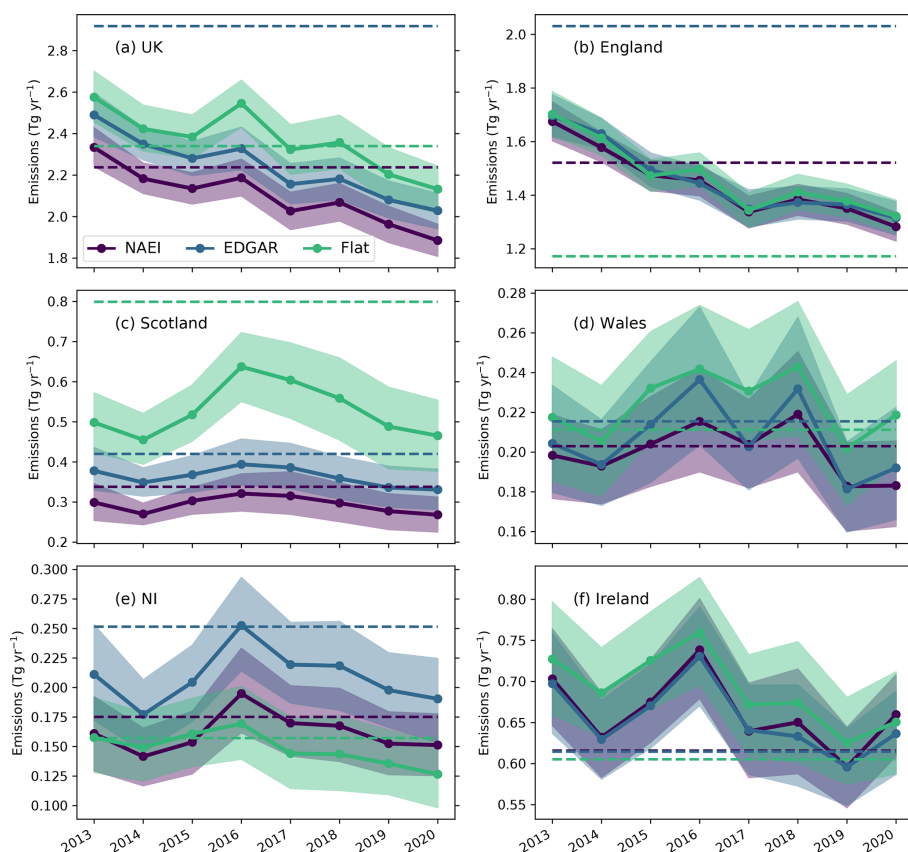 (a) UK
Emissions (Tg yr⁻¹)
2.8
2.6
2.4
2.2
2.0
1.8
NAEI EDGAR Flat
(b) England
Emissions (Tg yr⁻¹)
2.0
1.8
1.6
1.4
1.2
(c) Scotland
Emissions (Tg yr⁻¹)
0.8
0.7
0.6
0.5
0.4
0.3
0.2
(d) Wales
Emissions (Tg yr⁻¹)
0.28
0.26
0.24
0.22
0.20
0.18
0.16
(e) NI
Emissions (Tg yr⁻¹)
0.300
0.275
0.250
0.225
0.200
0.175
0.150
0.125
0.100
2013 2014 2015 2016 2017 2018 2019 2020
(f) Ireland
Emissions (Tg yr⁻¹)
0.80
0.75
0.70
0.65
0.60
0.55
2013 2014 2015 2016 2017 2018 2019 2020